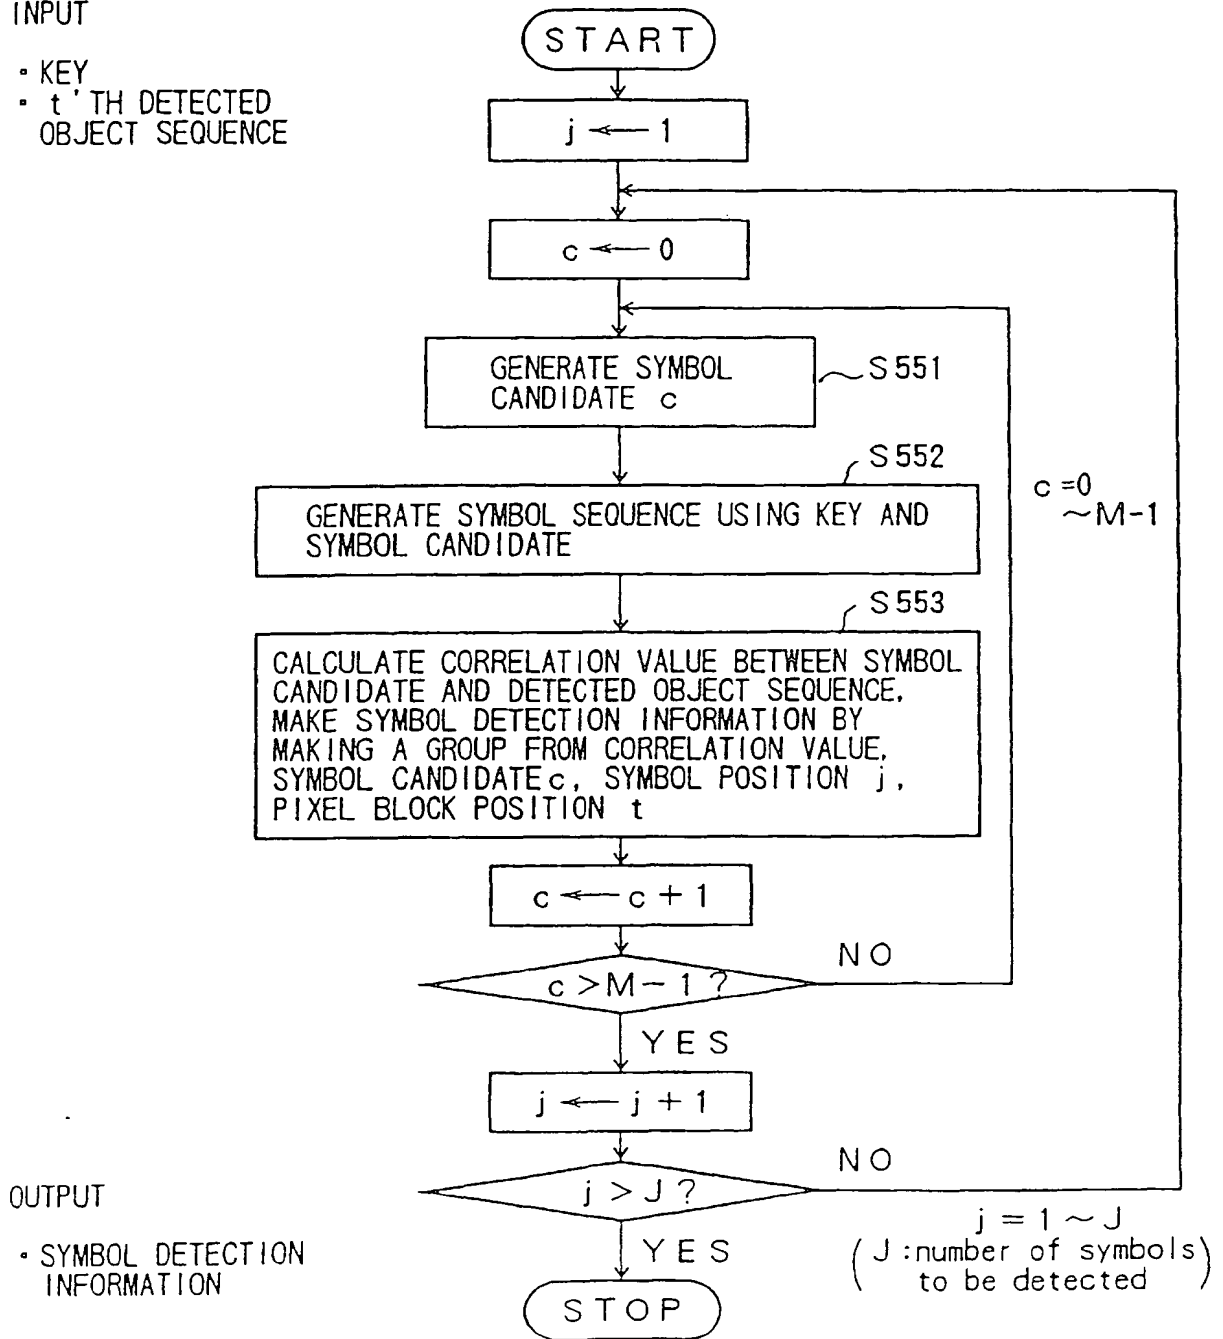 INPUT
START
・KEY
・t'TH DETECTED
OBJECT SEQUENCE
j ← 1
c ← 0
GENERATE SYMBOL
CANDIDATE c
S551
S552
c=0
~M-1
GENERATE SYMBOL SEQUENCE USING KEY AND
SYMBOL CANDIDATE
S553
CALCULATE CORRELATION VALUE BETWEEN SYMBOL
CANDIDATE AND DETECTED OBJECT SEQUENCE,
MAKE SYMBOL DETECTION INFORMATION BY
MAKING A GROUP FROM CORRELATION VALUE,
SYMBOL CANDIDATE c, SYMBOL POSITION j,
PIXEL BLOCK POSITION t
c ← c + 1
NO
c > M - 1 ?
YES
j ← j + 1
NO
j > J ?
j = 1 ~ J
(J : number of symbols
to be detected)
YES
STOP
OUTPUT
・SYMBOL DETECTION
INFORMATION